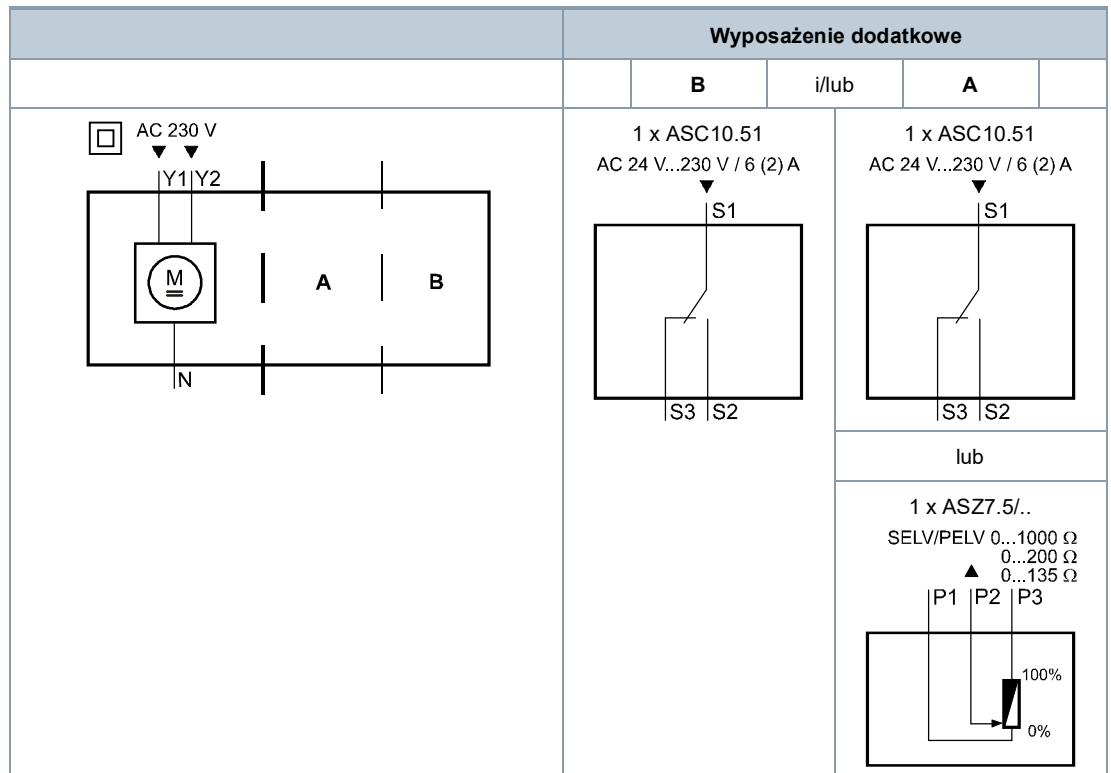 Wyposażenie dodatkowe
B i/lub A
AC 230 V
Y1 Y2
M
A
B
N
1 x ASC10.51
AC 24 V...230 V / 6 (2) A
S1
S3 S2
1 x ASC10.51
AC 24 V...230 V / 6 (2) A
S1
S3 S2
lub
1 x ASZ7.5/..
SELV/PELV 0...1000 Ω
0...200 Ω
0...135 Ω
P1 P2 P3
100%
0%